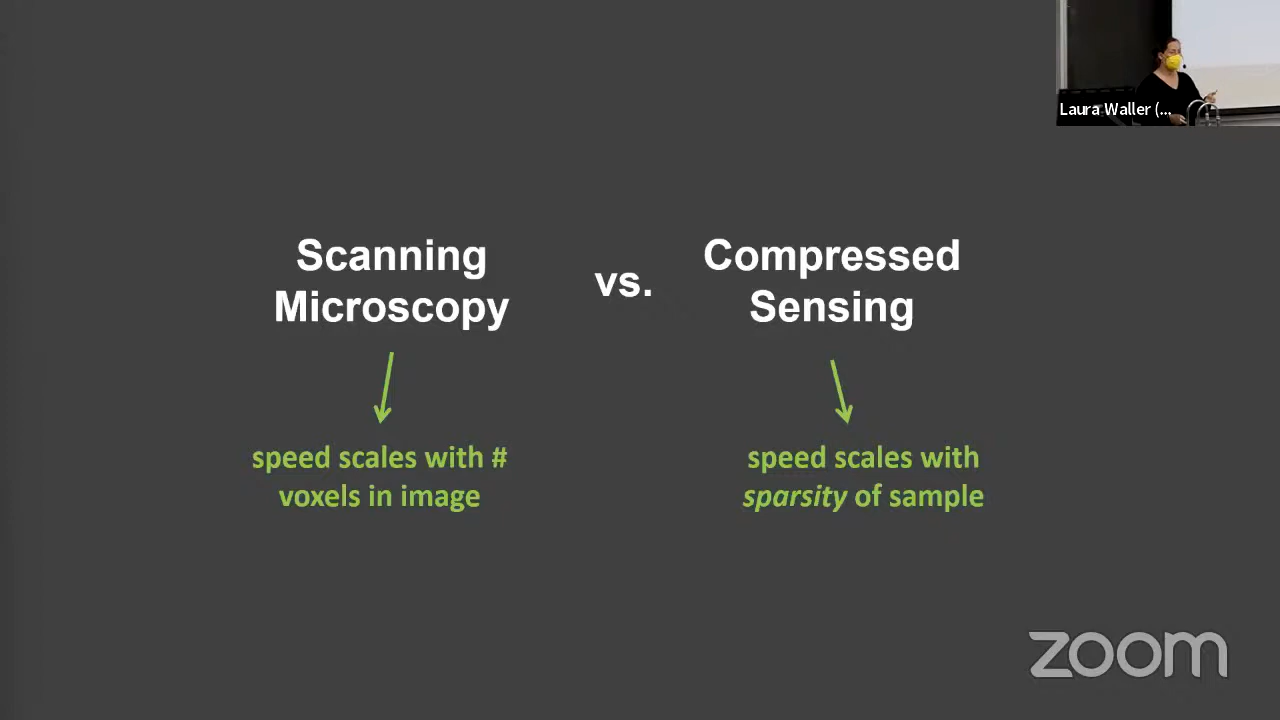 Laura Waller (...
Scanning
Microscopy
vs.
Compressed
Sensing
speed scales with #
voxels in image
speed scales with
sparsity of sample
zoom